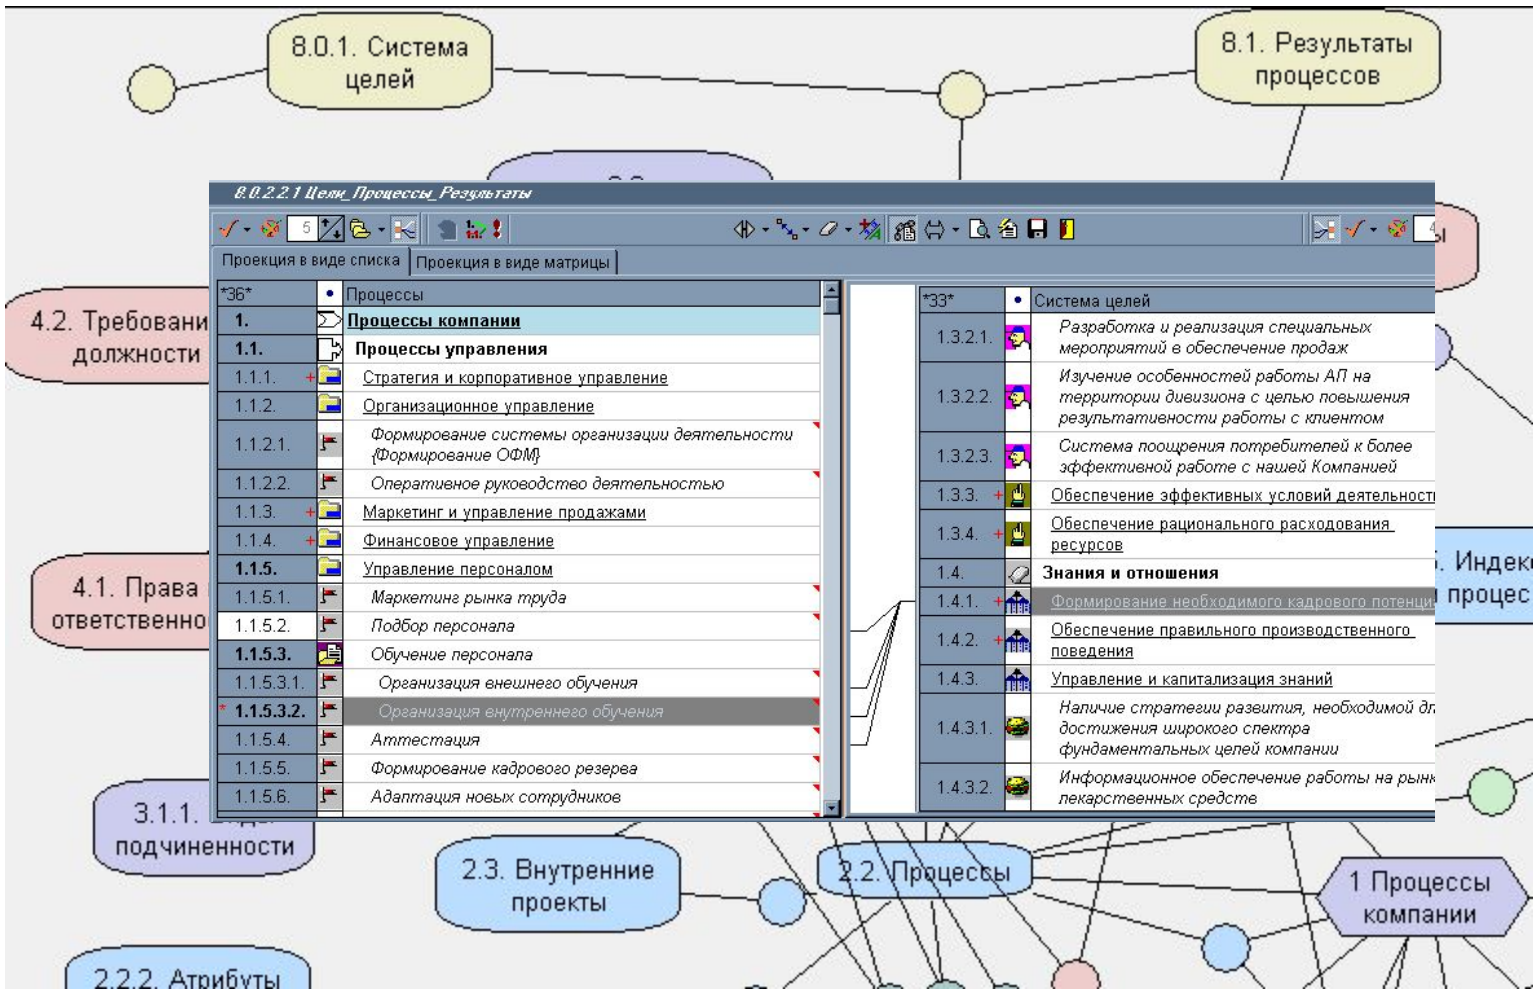 8.0.1. Система
целей
8.1. Результаты
процессов
8.0.2.2.1 Цели_Процессы_Результаты
5
Проекция в виде списка
Проекция в виде матрицы
4.2. Требовани
должности
4.1. Права
ответственно
3.1.1.
подчиненности
*36* Процессы
1. Процессы компании
1.1. Процессы управления
1.1.1. + Стратегия и корпоративное управление
1.1.2. Организационное управление
1.1.2.1. Формирование системы организации деятельности
{Формирование ОФМ}
1.1.2.2. Оперативное руководство деятельностью
1.1.3. + Маркетинг и управление продажами
1.1.4. + Финансовое управление
1.1.5. Управление персоналом
1.1.5.1. Маркетинг рынка труда
1.1.5.2. Подбор персонала
1.1.5.3. Обучение персонала
1.1.5.3.1. Организация внешнего обучения
* 1.1.5.3.2. Организация внутреннего обучения
1.1.5.4. Аттестация
1.1.5.5. Формирование кадрового резерва
1.1.5.6. Адаптация новых сотрудников
*33* Система целей
1.3.2.1. Разработка и реализация специальных
мероприятий в обеспечение продаж
1.3.2.2. Изучение особенностей работы АП на
территории дивизиона с целью повышения
результативности работы с клиентом
1.3.2.3. Система поощрения потребителей к более
эффективной работе с нашей Компанией
1.3.3. + Обеспечение эффективных условий деятельност
1.3.4. + Обеспечение рационального расходования
ресурсов
1.4. Знания и отношения
1.4.1. + Формирование необходимого кадрового потенци
1.4.2. + Обеспечение правильного производственного
поведения
1.4.3. Управление и капитализация знаний
1.4.3.1. Наличие стратегии развития, необходимой дл
достижения широкого спектра
фундаментальных целей компании
1.4.3.2. Информационное обеспечение работы на рынк
лекарственных средств
. Индек
процес
2.3. Внутренние
проекты
2.2. Процессы
1 Процессы
компании
2.2.2. Атрибуты